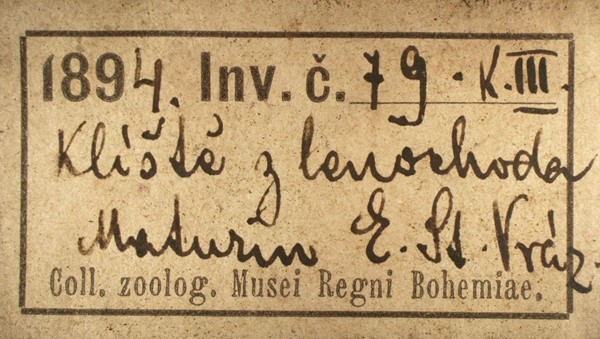 1894. Inv. č. 79. K.III.
Klíště z lenochoda
Maturin E. St. Vráz.
Coll. zoolog. Musei Regni Bohemiae.